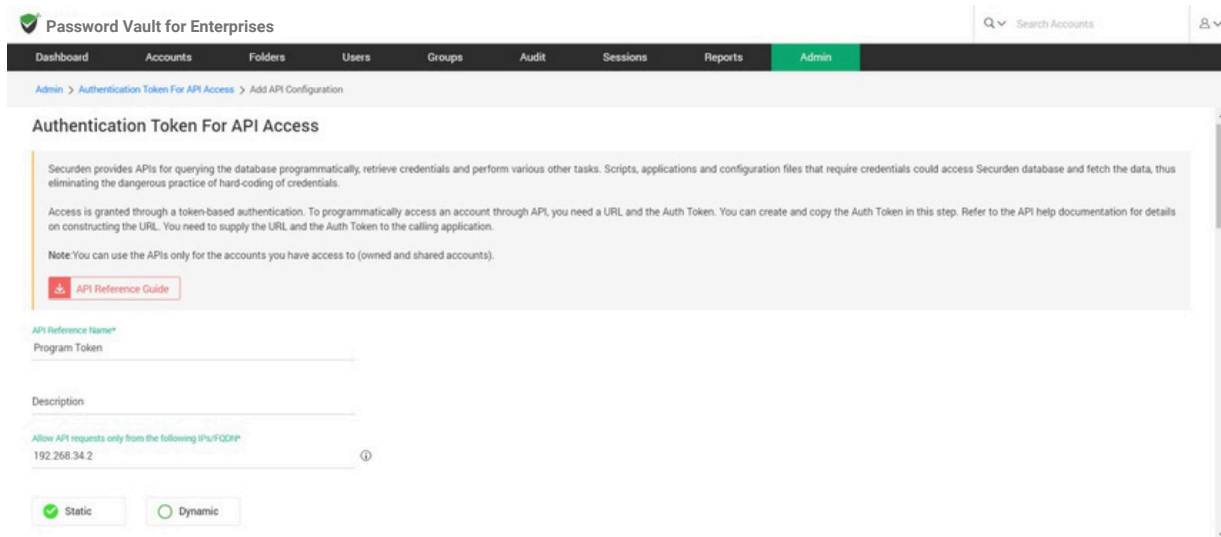 Password Vault for Enterprises
Search Accounts
Dashboard Accounts Folders Users Groups Audit Sessions Reports Admin
Admin > Authentication Token For API Access > Add API Configuration
Authentication Token For API Access
Securden provides APIs for querying the database programmatically, retrieve credentials and perform various other tasks. Scripts, applications and configuration files that require credentials could access Securden database and fetch the data, thus
eliminating the dangerous practice of hard-coding of credentials.
Access is granted through a token-based authentication. To programmatically access an account through API, you need a URL and the Auth Token. You can create and copy the Auth Token in this step. Refer to the API help documentation for details
on constructing the URL. You need to supply the URL and the Auth Token to the calling application.
Note:You can use the APIs only for the accounts you have access to (owned and shared accounts).
API Reference Guide
API Reference Name*
Program Token
Description
Allow API requests only from the following IPs/FQDN*
192.268.34.2
Static Dynamic